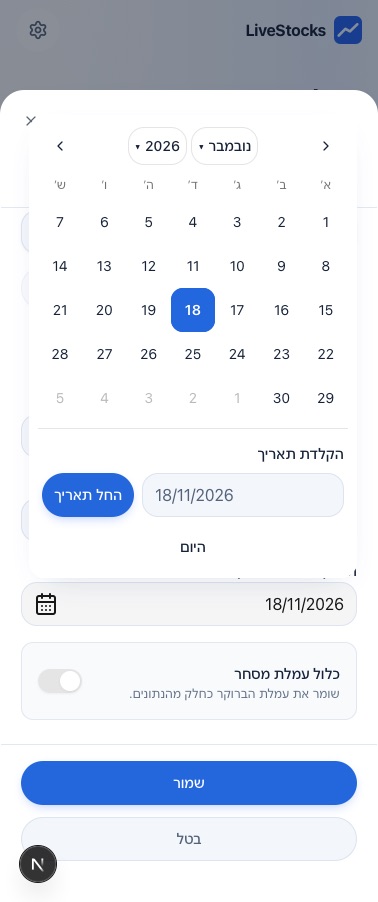 LiveStocks
נובמבר ▾ 2026 ▾
א׳ ב׳ ג׳ ד׳ ה׳ ו׳ ש׳
1 2 3 4 5 6 7
8 9 10 11 12 13 14
15 16 17 18 19 20 21
22 23 24 25 26 27 28
29 30 1 2 3 4 5
הקלדת תאריך
18/11/2026 החל תאריך
היום
18/11/2026
כלול עמלת מסחר
שומר את עמלת הברוקר כחלק מהנתונים.
שמור
בטל
N